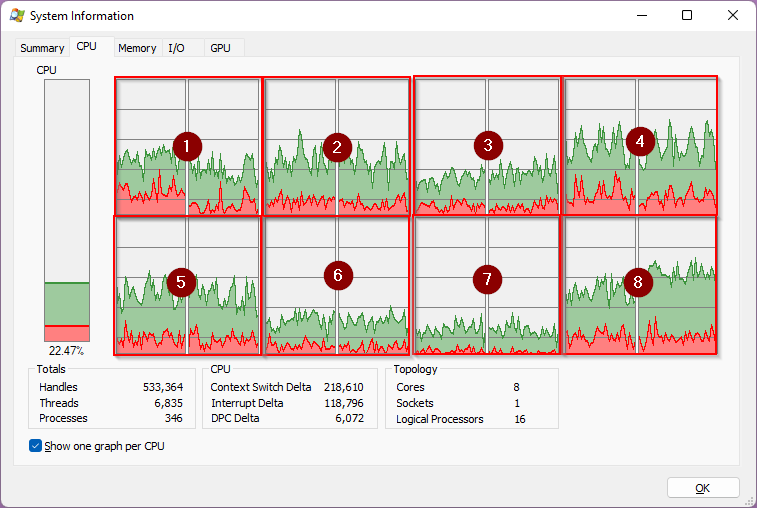 System Information
Summary CPU Memory I/O GPU
CPU
1 2 3 4
5 6 7 8
22.47%
Totals
Handles 533,364
Threads 6,835
Processes 346
CPU
Context Switch Delta 218,610
Interrupt Delta 118,796
DPC Delta 6,072
Topology
Cores 8
Sockets 1
Logical Processors 16
Show one graph per CPU
OK